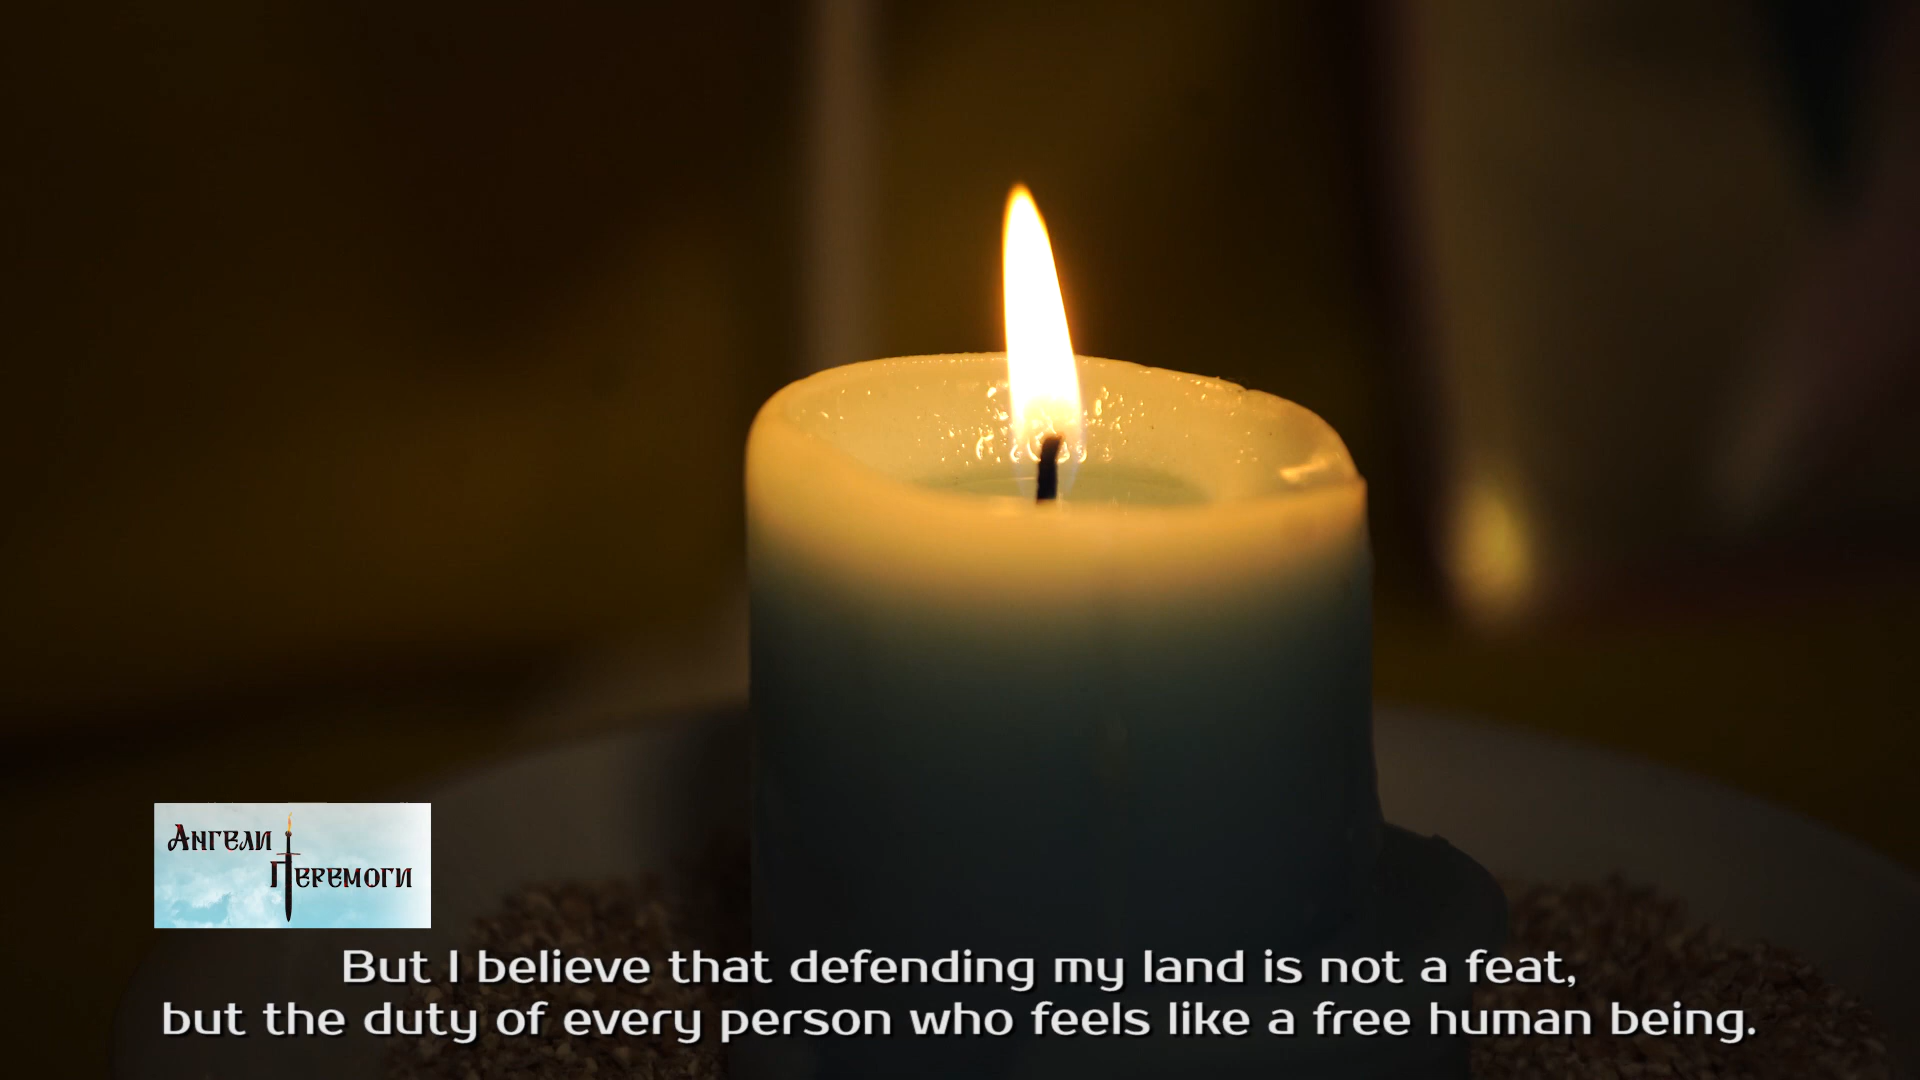 Ангели
Перемоги
But I believe that defending my land is not a feat,
but the duty of every person who feels like a free human being.